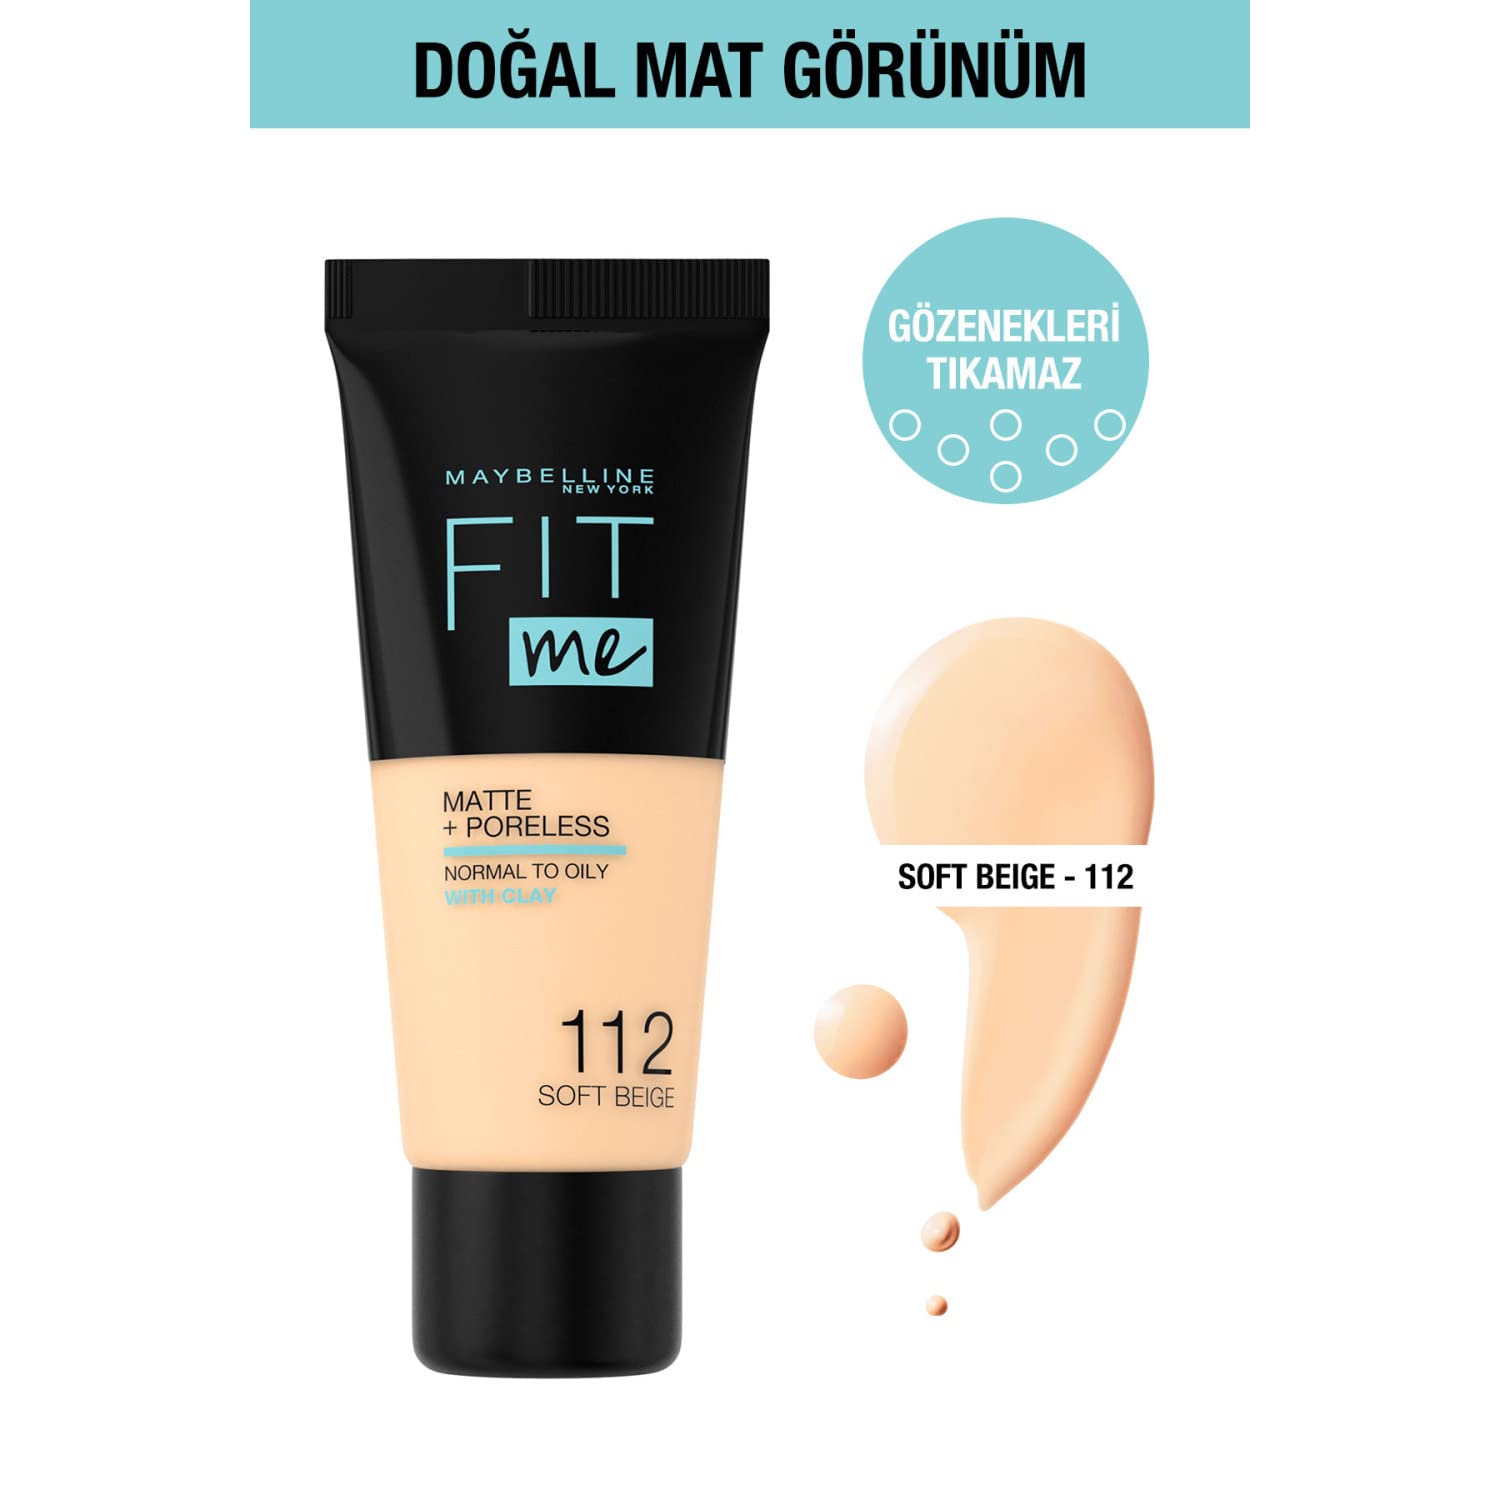 DOĞAL MAT GÖRÜNÜM
GÖZENEKLERİ
TIKAMAZ
MAYBELLINE
NEW YORK
FIT
me
MATTE
+ PORELESS
NORMAL TO OILY
WITH CLAY
112
SOFT BEIGE
SOFT BEIGE - 112